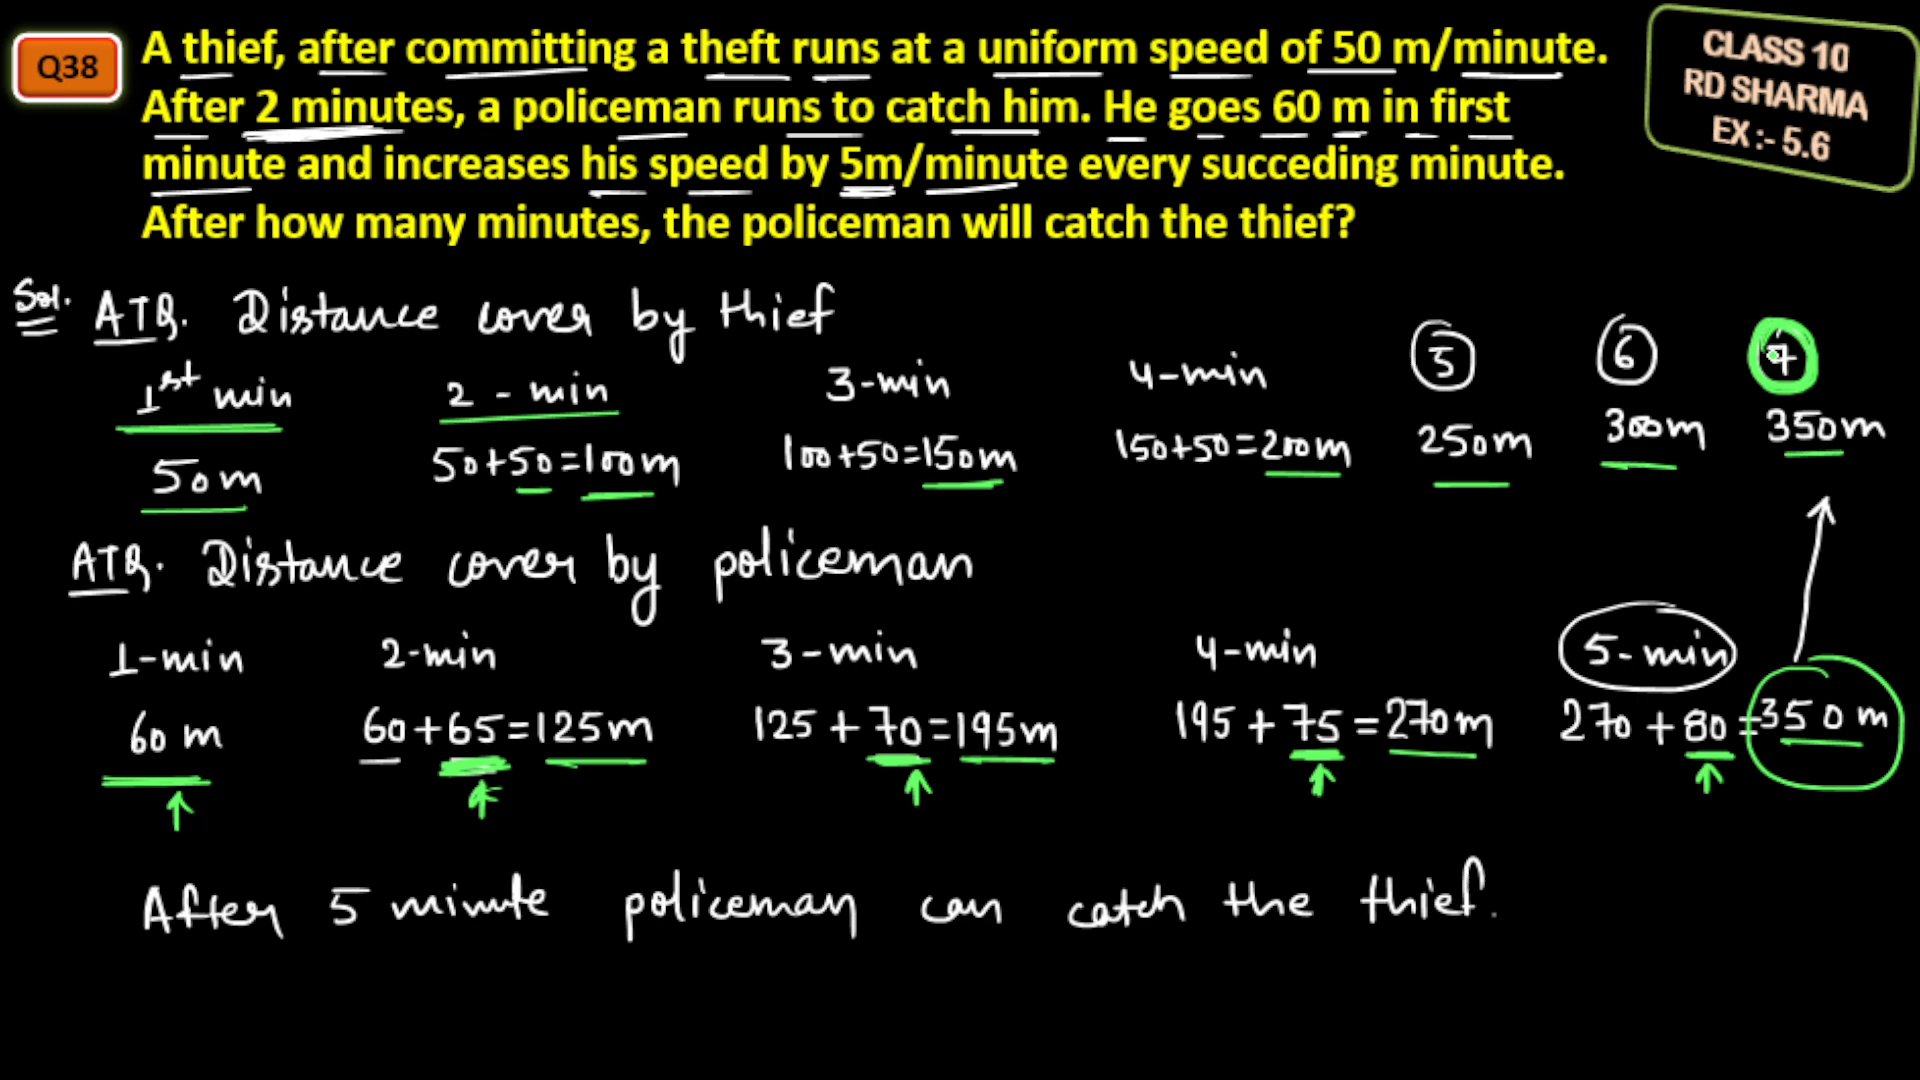 Q38
A thief, after committing a theft runs at a uniform speed of 50 m/minute.
After 2 minutes, a policeman runs to catch him. He goes 60 m in first
minute and increases his speed by 5m/minute every succeding minute.
After how many minutes, the policeman will catch the thief?
CLASS 10
RD SHARMA
EX :- 5.6
Sol. ATQ. Distance cover by thief
1st min 2 - min 3-min 4-min 5 6 7
50m 50+50=100m 100+50=150m 150+50=200m 250m 300m 350m
ATQ. Distance cover by policeman
1-min 2-min 3-min 4-min 5-min
60 m 60+65=125m 125+70=195m 195+75=270m 270+80=350m
After 5 minute policeman can catch the thief.